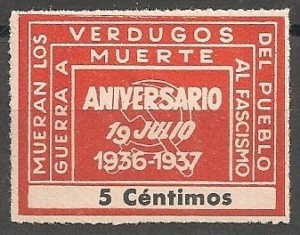 MUERAN LOS VERDUGOS DEL PUEBLO
GUERRA A MUERTE AL FASCISMO
ANIVERSARIO
19 JULIO
1936-1937
5 Céntimos